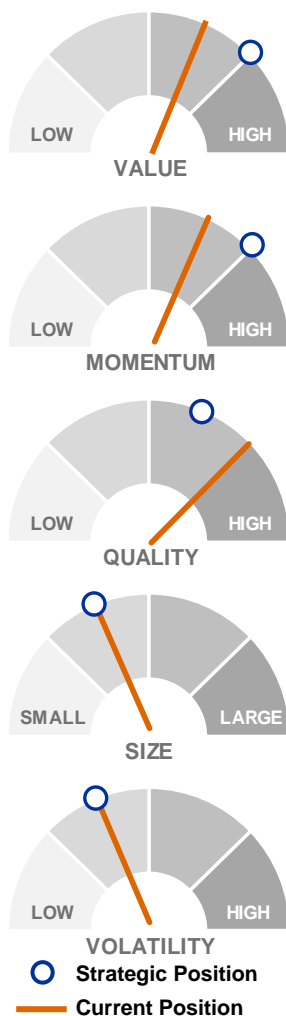 LOW HIGH
VALUE
LOW HIGH
MOMENTUM
LOW HIGH
QUALITY
SMALL LARGE
SIZE
LOW HIGH
VOLATILITY
Strategic Position
Current Position